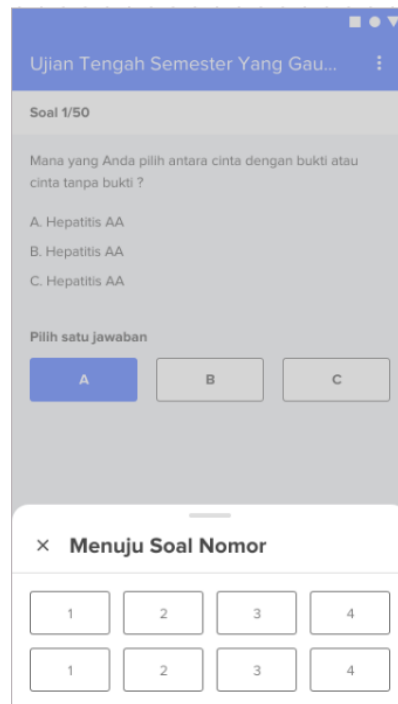 Ujian Tengah Semester Yang Gau...
Soal 1/50
Mana yang Anda pilih antara cinta dengan bukti atau
cinta tanpa bukti ?
A. Hepatitis AA
B. Hepatitis AA
C. Hepatitis AA
Pilih satu jawaban
A B C
× Menuju Soal Nomor
1 2 3 4
1 2 3 4